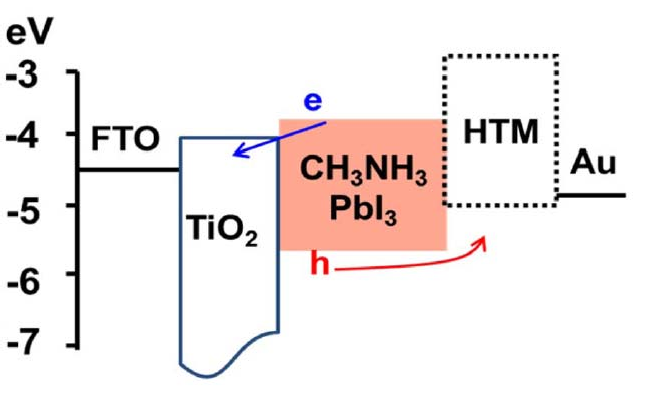 eV
-3
-4
-5
-6
-7
FTO
TiO₂
e
CH₃NH₃
PbI₃
h
HTM
Au